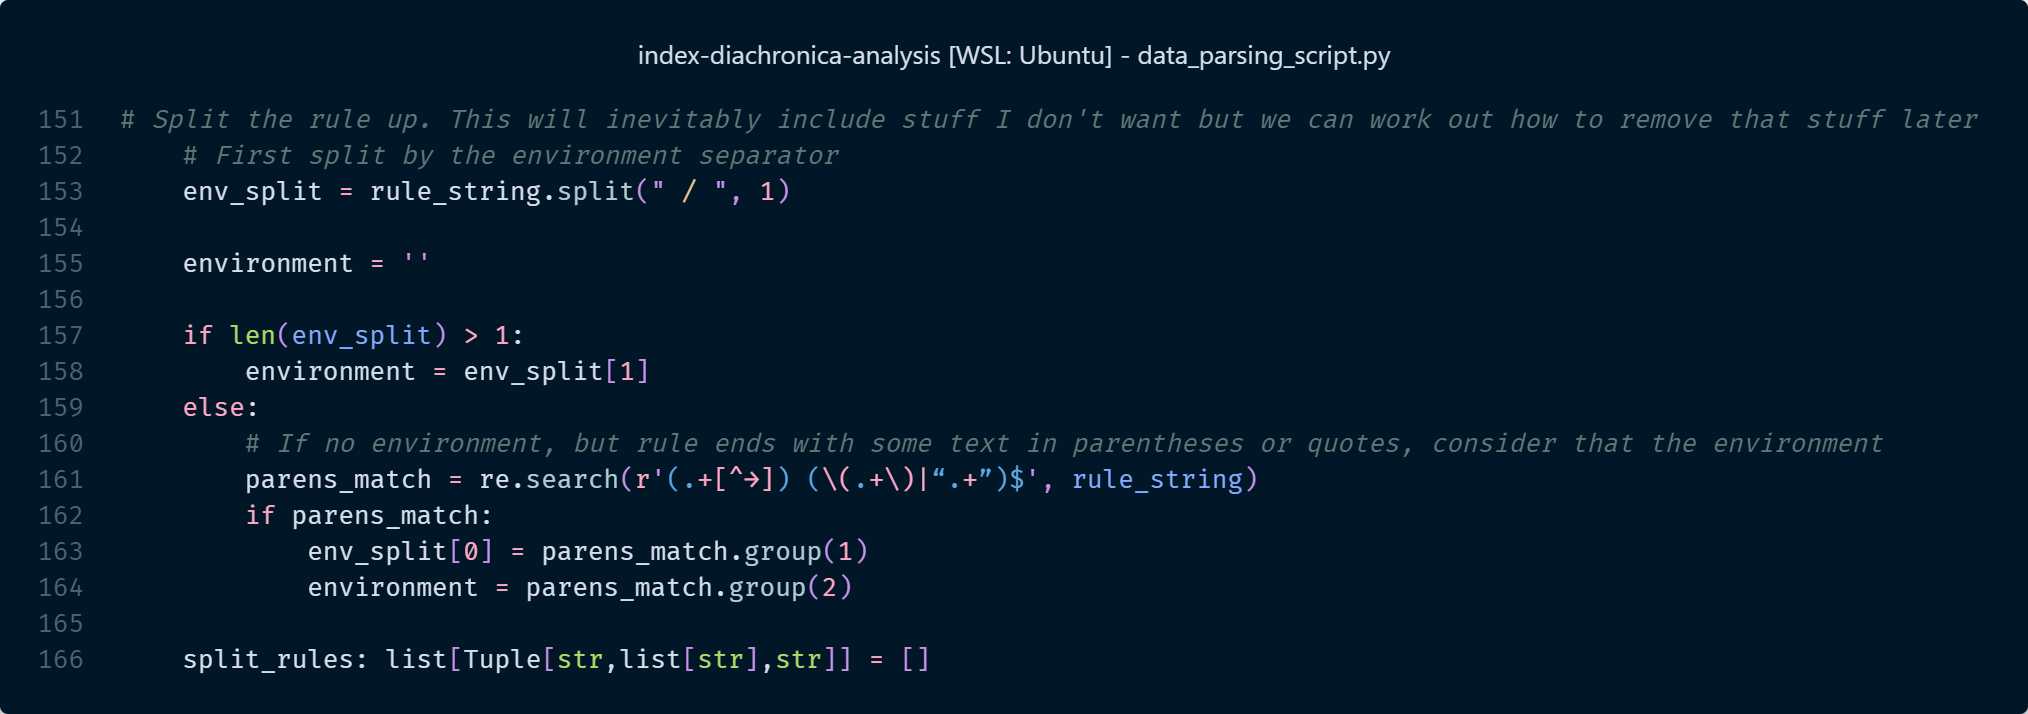 index-diachronica-analysis [WSL: Ubuntu] - data_parsing_script.py
151 # Split the rule up. This will inevitably include stuff I don't want but we can work out how to remove that stuff later
152     # First split by the environment separator
153     env_split = rule_string.split(" / ", 1)
154
155     environment = ''
156
157     if len(env_split) > 1:
158         environment = env_split[1]
159     else:
160         # If no environment, but rule ends with some text in parentheses or quotes, consider that the environment
161         parens_match = re.search(r'(.+[^→]) (\(.+\)|“.+”)$', rule_string)
162         if parens_match:
163             env_split[0] = parens_match.group(1)
164             environment = parens_match.group(2)
165
166     split_rules: list[Tuple[str,list[str],str]] = []